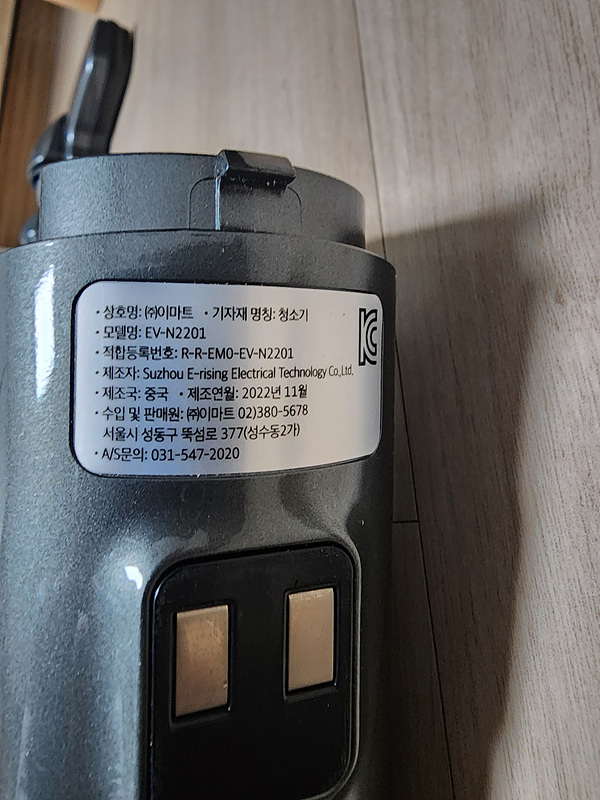 · 상호명: ㈜이마트 · 기자재 명칭: 청소기
· 모델명: EV-N2201
· 적합등록번호: R-R-EMO-EV-N2201
· 제조자: Suzhou E-rising Electrical Technology Co.,Ltd.
· 제조국: 중국 · 제조연월: 2022년 11월
· 수입 및 판매원: ㈜이마트 02)380-5678
서울시 성동구 뚝섬로 377(성수동2가)
· A/S문의: 031-547-2020
KC